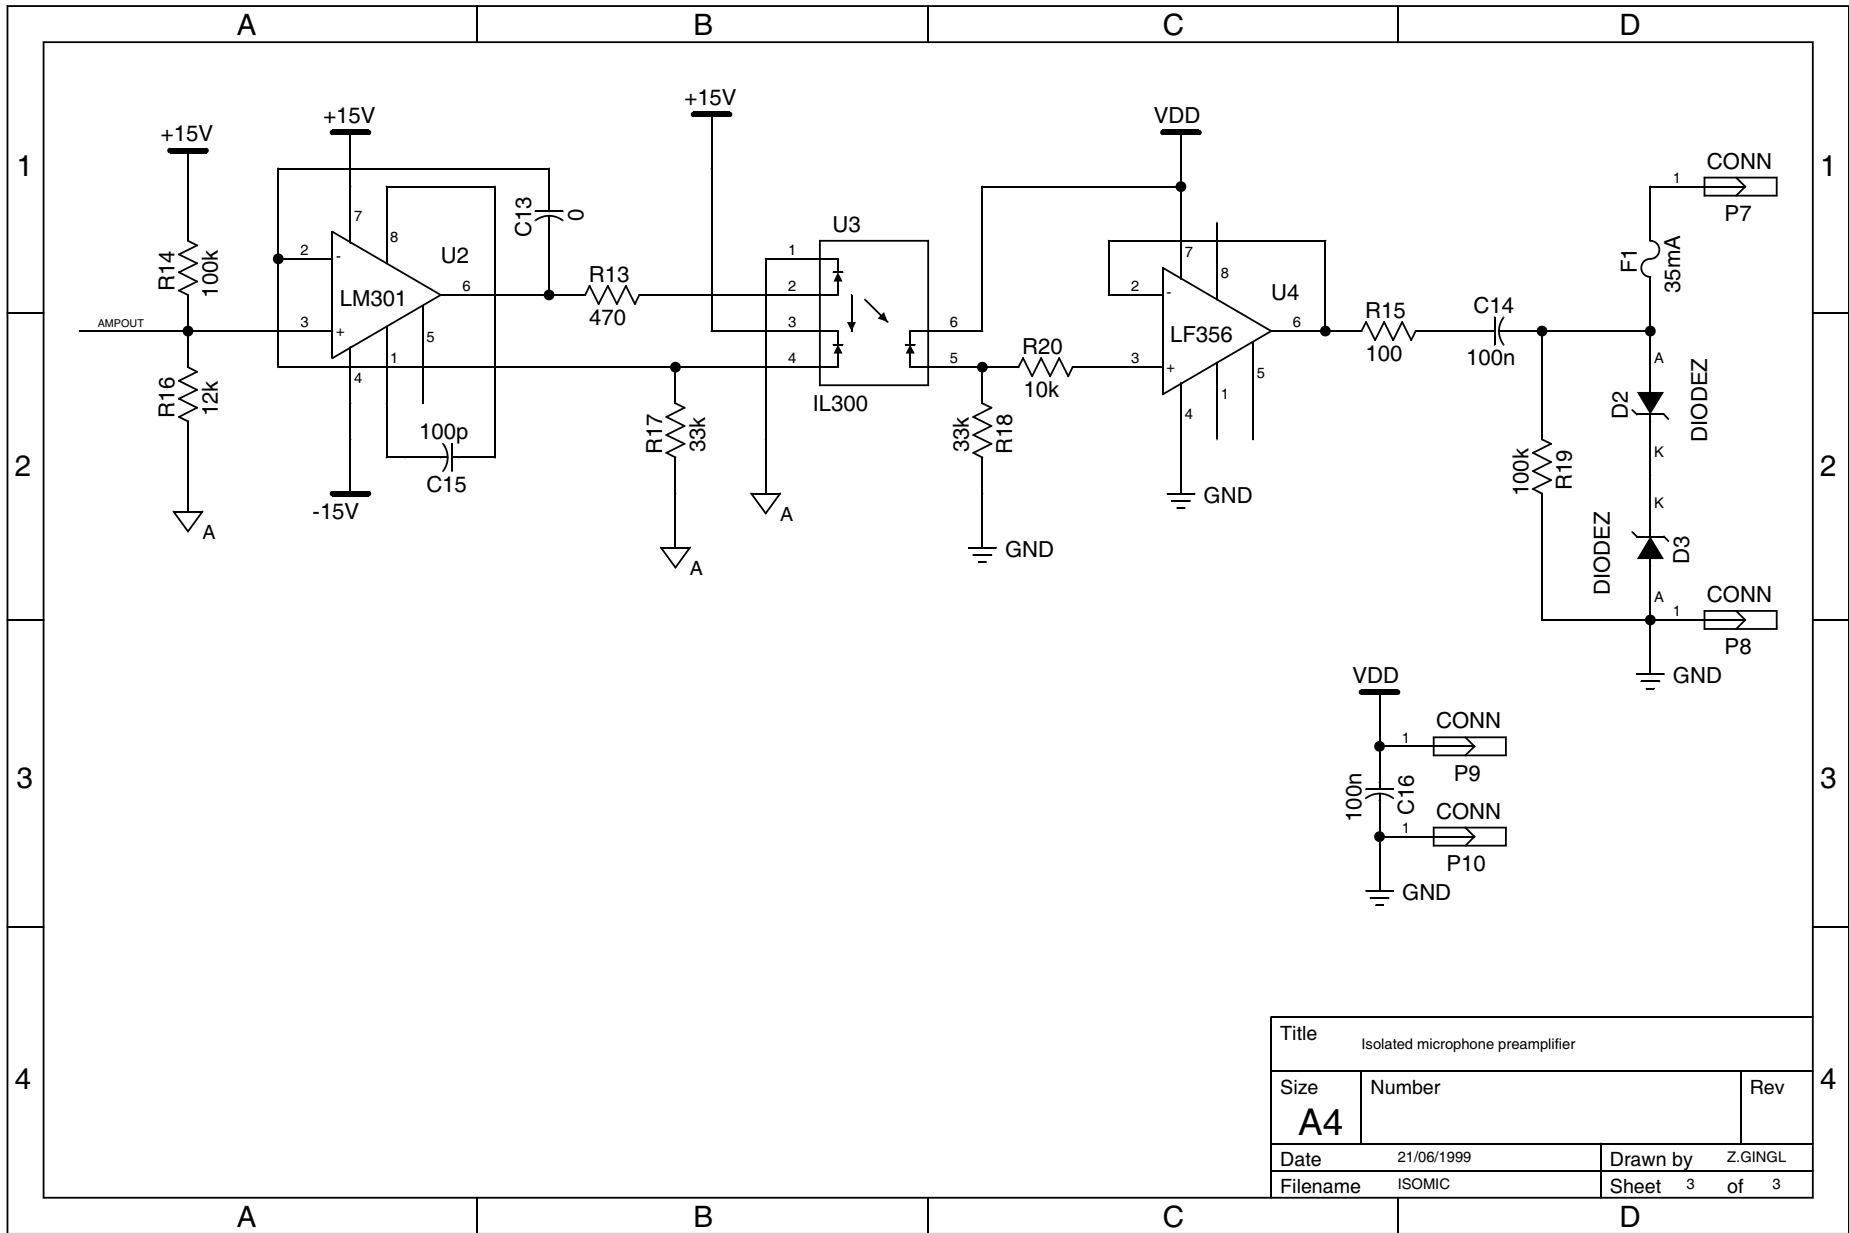 A B C D
+15V
+15V
+15V
VDD
1 1
CONN
1
P7
R14
100k
7
8
2
-
U2
LM301
6
C13
0
R13
470
U3
1
2
3
4
6
5
IL300
7
8
2
-
U4
LF356
6
F1
35mA
AMPOUT
3
+
5
1
4
R16
12k
100p
C15
-15V
A
R17
33k
A
A
R20
10k
33k
R18
GND
3
+
5
1
4
GND
R15
100
C14
100n
A
D2
DIODEZ
K
100k
R19
K
DIODEZ
D3
A
2 2
CONN
1
P8
GND
VDD
CONN
1
P9
100n
C16
CONN
1
P10
GND
3 3
4 4
Title Isolated microphone preamplifier
Size Number Rev
A4
Date 21/06/1999 Drawn by Z.GINGL
Filename ISOMIC Sheet 3 of 3
A B C D